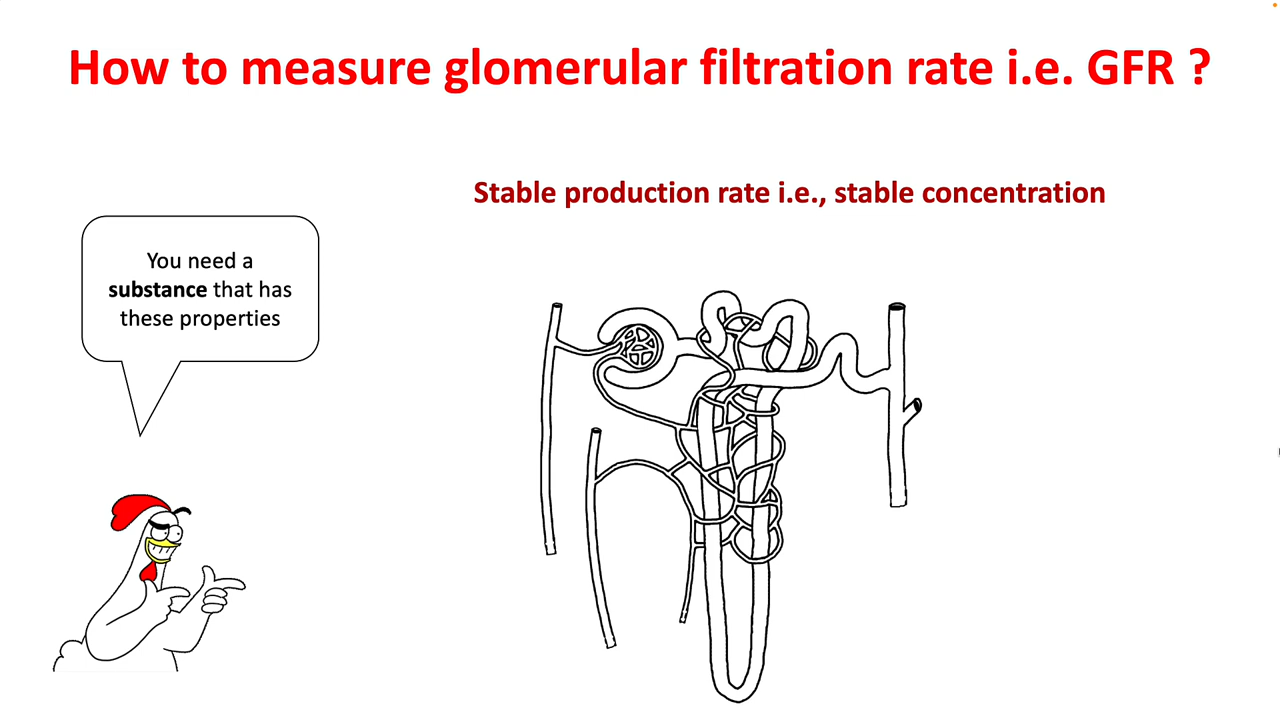 How to measure glomerular filtration rate i.e. GFR ?
Stable production rate i.e., stable concentration
You need a
substance that has
these properties